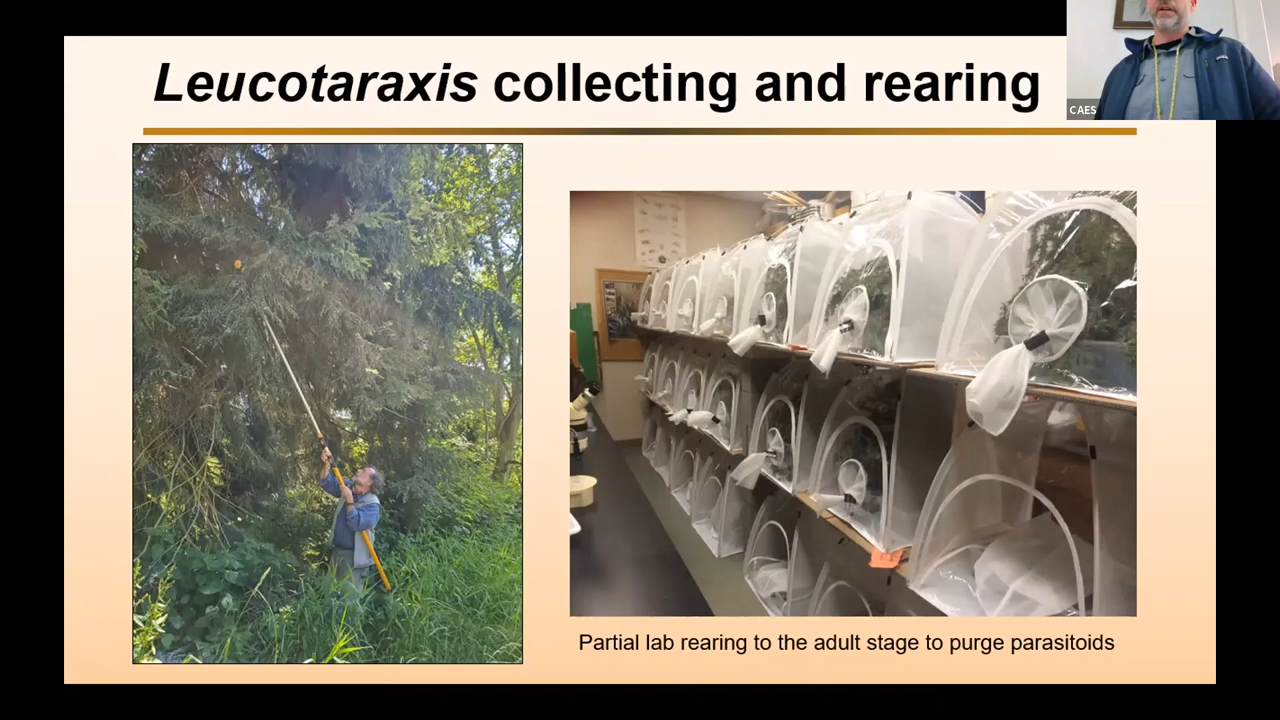 Leucotaraxis collecting and rearing
CAES
Partial lab rearing to the adult stage to purge parasitoids